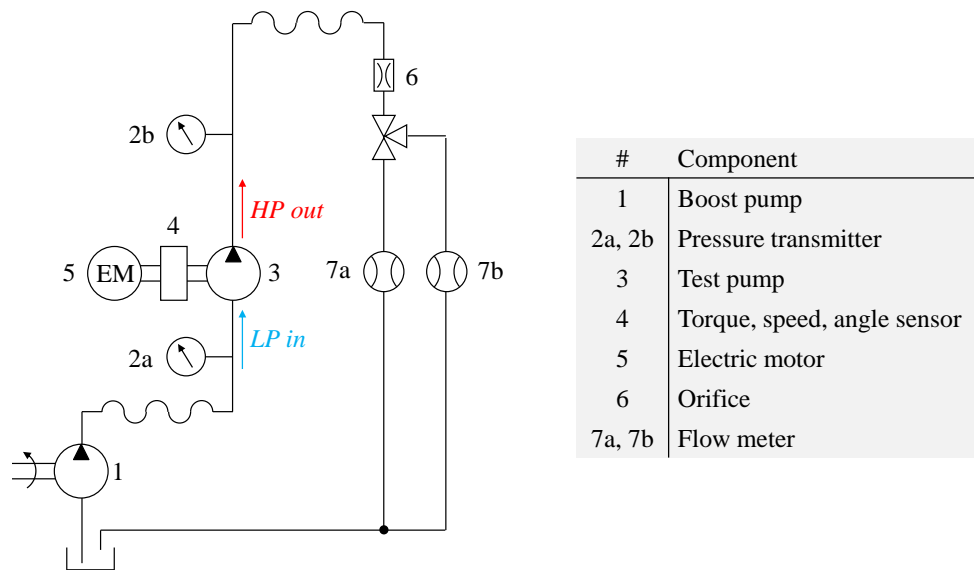 6
2b
HP out
4
5
EM
3
7a
7b
LP in
2a
1
# Component
1 Boost pump
2a, 2b Pressure transmitter
3 Test pump
4 Torque, speed, angle sensor
5 Electric motor
6 Orifice
7a, 7b Flow meter